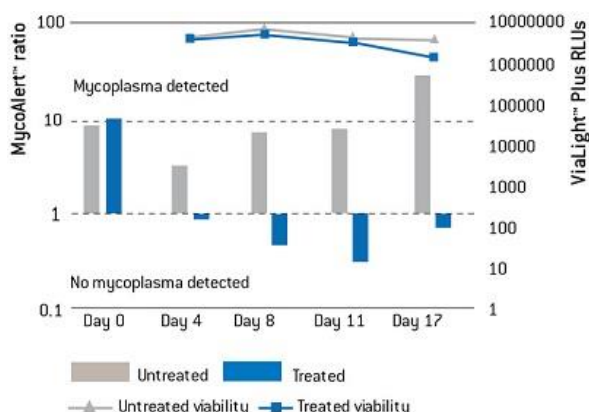 100
10
1
0.1
MycoAlert™ ratio
Mycoplasma detected
No mycoplasma detected
10000000
1000000
100000
10000
1000
100
10
1
ViaLight™ Plus RLUs
Day 0 Day 4 Day 8 Day 11 Day 17
Untreated Treated
Untreated viability Treated viability